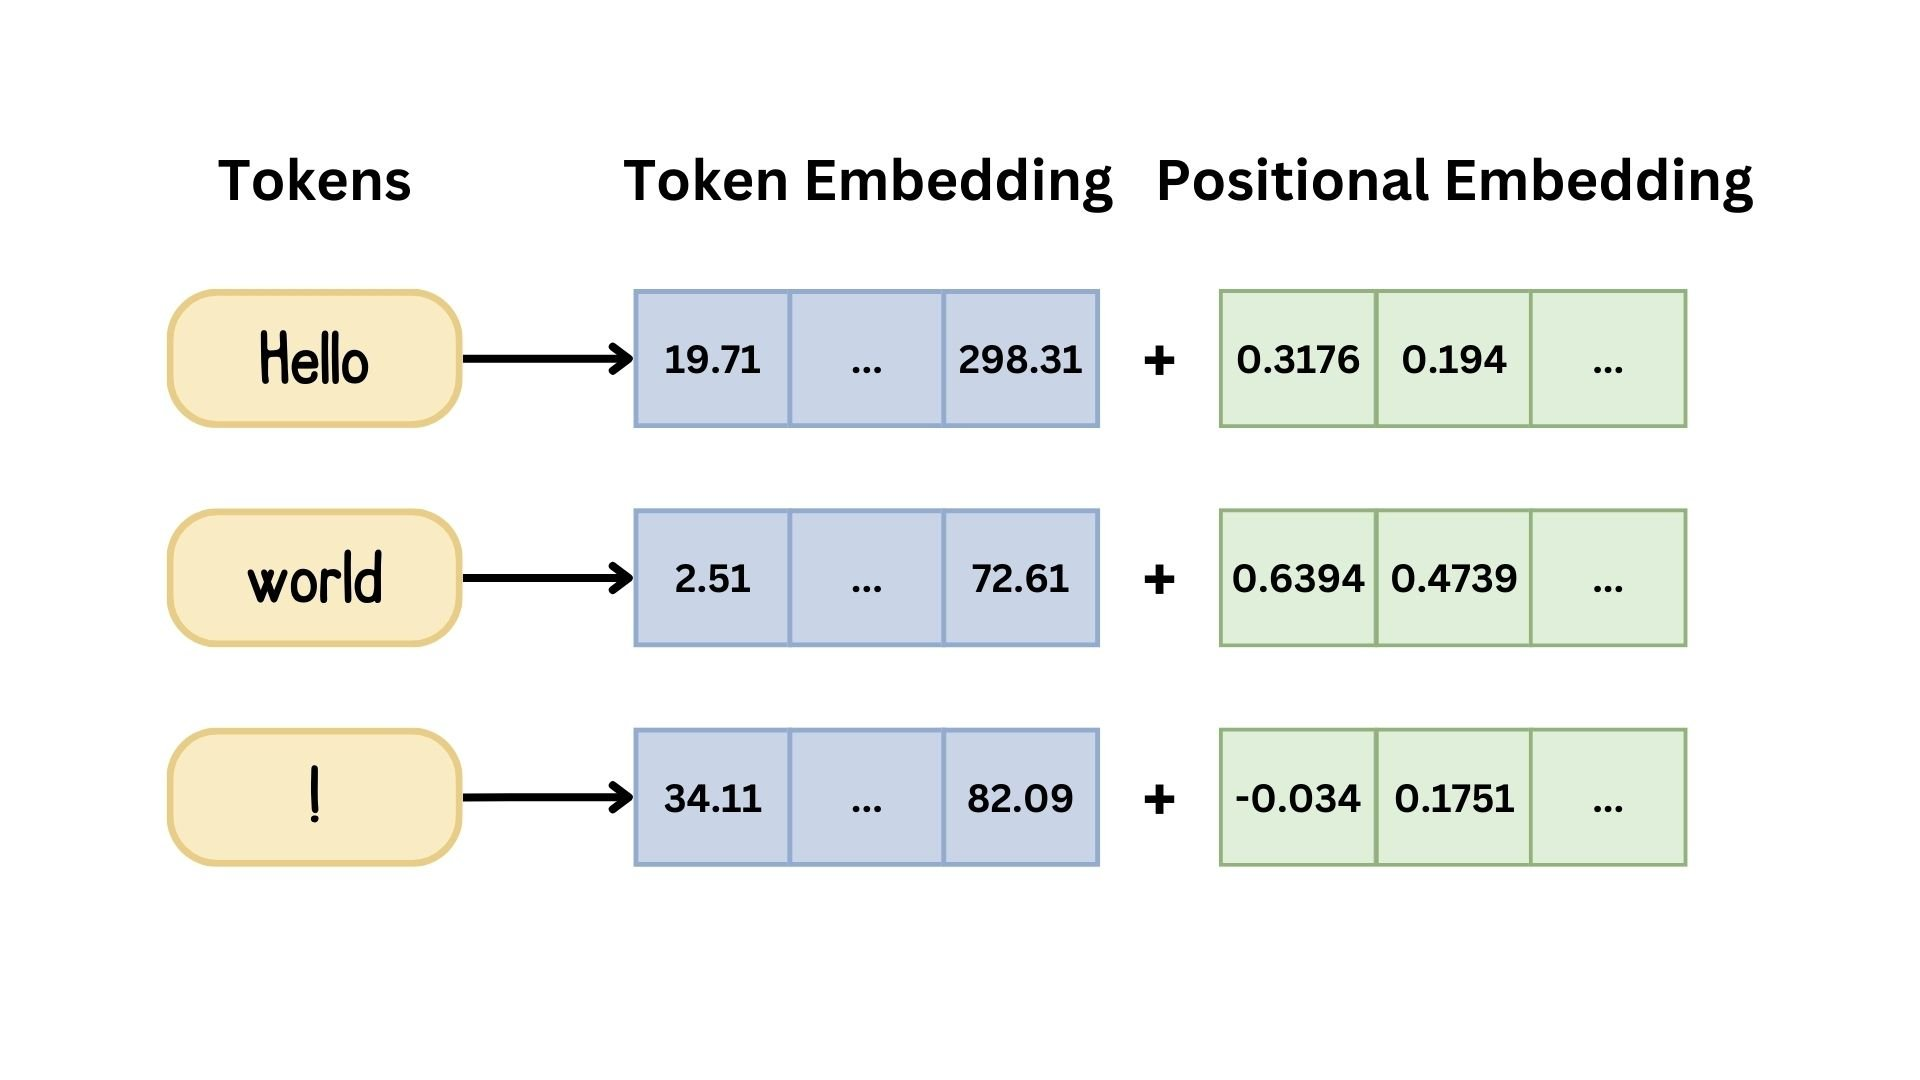 Tokens Token Embedding Positional Embedding
Hello 19.71 ... 298.31 + 0.3176 0.194 ...
world 2.51 ... 72.61 + 0.6394 0.4739 ...
! 34.11 ... 82.09 + -0.034 0.1751 ...